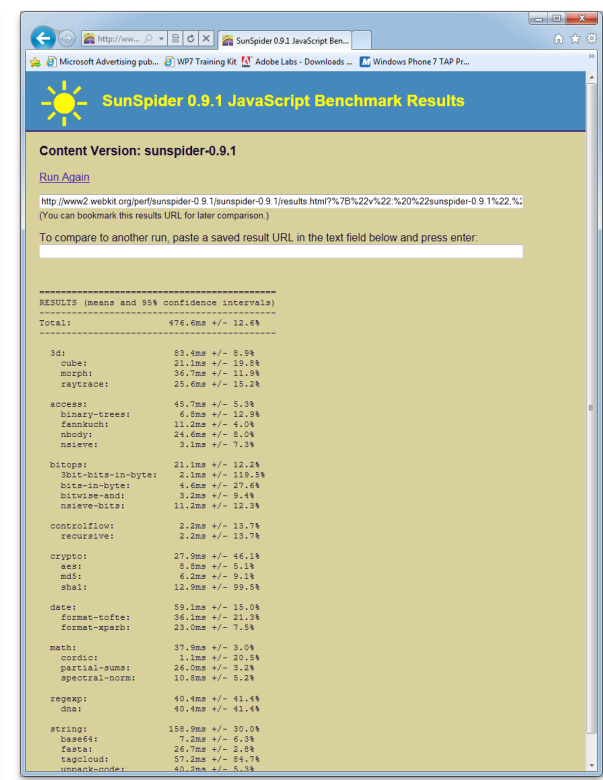 http://ww...
SunSpider 0.9.1 JavaScript Ben...
Microsoft Advertising pub...
WP7 Training Kit
Adobe Labs - Downloads ...
Windows Phone 7 TAP Pr...
SunSpider 0.9.1 JavaScript Benchmark Results
Content Version: sunspider-0.9.1
Run Again
http://www2.webkit.org/perf/sunspider-0.9.1/sunspider-0.9.1/results.html?%7B%22v%22:%20%22sunspider-0.9.1%22,%2
(You can bookmark this results URL for later comparison.)
To compare to another run, paste a saved result URL in the text field below and press enter:
============================================
RESULTS (means and 95% confidence intervals)
--------------------------------------------
Total: 476.6ms +/- 12.6%
--------------------------------------------
3d: 83.4ms +/- 8.9%
cube: 21.1ms +/- 19.8%
morph: 36.7ms +/- 11.9%
raytrace: 25.6ms +/- 15.2%
access: 45.7ms +/- 5.3%
binary-trees: 6.8ms +/- 12.9%
fannkuch: 11.2ms +/- 4.0%
nbody: 24.6ms +/- 8.0%
nsieve: 3.1ms +/- 7.3%
bitops: 21.1ms +/- 12.2%
3bit-bits-in-byte: 2.1ms +/- 119.5%
bits-in-byte: 4.6ms +/- 27.6%
bitwise-and: 3.2ms +/- 9.4%
nsieve-bits: 11.2ms +/- 12.3%
controlflow: 2.2ms +/- 13.7%
recursive: 2.2ms +/- 13.7%
crypto: 27.9ms +/- 46.1%
aes: 8.8ms +/- 5.1%
md5: 6.2ms +/- 9.1%
sha1: 12.9ms +/- 99.5%
date: 59.1ms +/- 15.0%
format-tofte: 36.1ms +/- 21.3%
format-xparb: 23.0ms +/- 7.5%
math: 37.9ms +/- 3.0%
cordic: 1.1ms +/- 20.5%
partial-sums: 26.0ms +/- 3.2%
spectral-norm: 10.8ms +/- 5.2%
regexp: 40.4ms +/- 41.4%
dna: 40.4ms +/- 41.4%
string: 158.9ms +/- 30.0%
base64: 7.2ms +/- 6.3%
fasta: 26.7ms +/- 2.8%
tagcloud: 57.2ms +/- 84.7%
unpack-code: 40.2ms +/- 5.3%